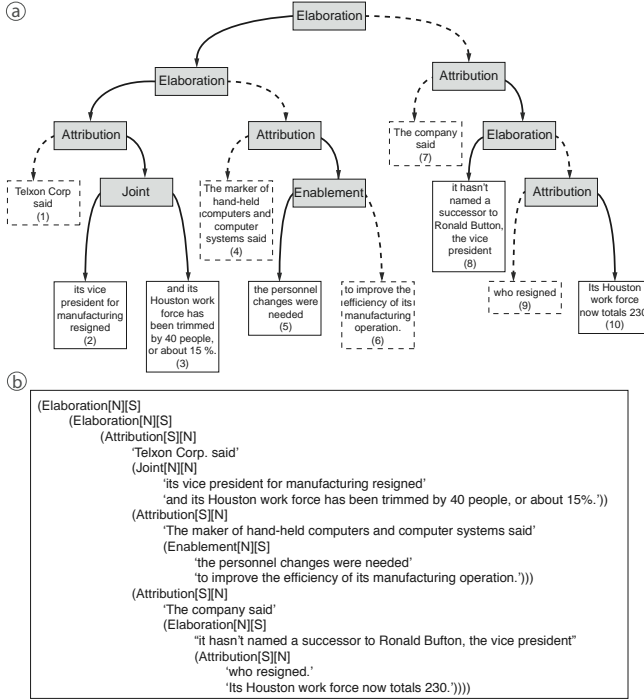 a
Elaboration
Elaboration
Attribution
Attribution
Attribution
The company
said
(7)
Elaboration
Telxon Corp
said
(1)
Joint
The marker of
hand-held
computers and
computer
systems said
(4)
Enablement
it hasn't
named a
successor to
Ronald Button,
the vice
president
(8)
Attribution
its vice
president for
manufacturing
resigned
(2)
and its
Houston work
force has
been trimmed
by 40 people,
or about 15 %.
(3)
the personnel
changes were
needed
(5)
to improve the
efficiency of its
manufacturing
operation.
(6)
who resigned
(9)
Its Houston
work force
now totals 230
(10)
b
(Elaboration[N][S]
(Elaboration[N][S]
(Attribution[S][N]
‘Telxon Corp. said’
(Joint[N][N]
‘its vice president for manufacturing resigned’
‘and its Houston work force has been trimmed by 40 people, or about 15%.’))
(Attribution[S][N]
‘The maker of hand-held computers and computer systems said’
(Enablement[N][S]
‘the personnel changes were needed’
‘to improve the efficiency of its manufacturing operation.’)))
(Attribution[S][N]
‘The company said’
(Elaboration[N][S]
“it hasn’t named a successor to Ronald Bufton, the vice president”
(Attribution[S][N]
‘who resigned.’
‘Its Houston work force now totals 230.’))))